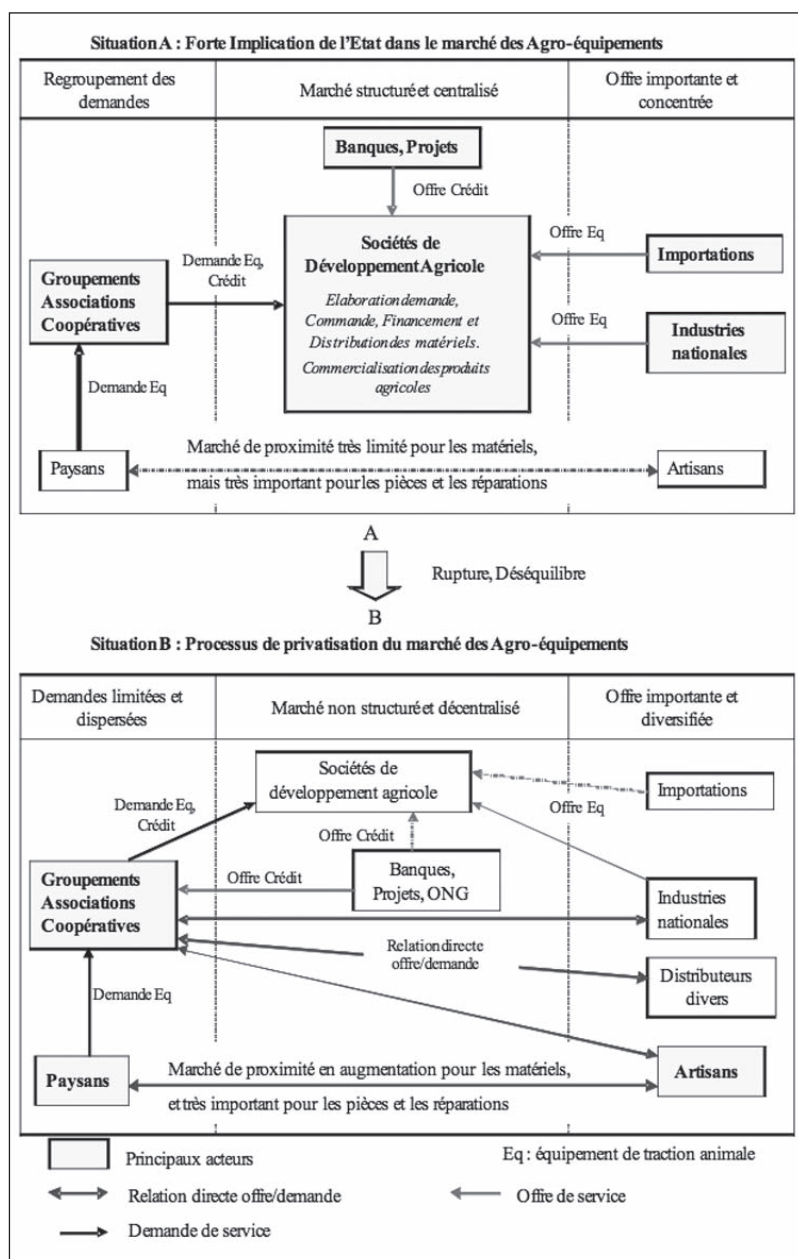 Situation A : Forte Implication de l'Etat dans le marché des Agro-équipements
Regroupement des
demandes
Marché structuré et centralisé
Offre importante et
concentrée
Banques, Projets
Offre Crédit
Sociétés de
Développement Agricole
Elaboration demande,
Commande, Financement et
Distribution des matériels.
Commercialisation des produits
agricoles
Demande Eq,
Crédit
Offre Eq
Importations
Groupements
Associations
Coopératives
Offre Eq
Industries
nationales
Demande Eq
Paysans
Marché de proximité très limité pour les matériels,
mais très important pour les pièces et les réparations
Artisans
A
Rupture, Déséquilibre
B
Situation B : Processus de privatisation du marché des Agro-équipements
Demandes limitées et
dispersées
Marché non structuré et décentralisé
Offre importante et
diversifiée
Sociétés de
développement agricole
Importations
Demande Eq,
Crédit
Offre Eq
Offre Crédit
Groupements
Associations
Coopératives
Offre Crédit
Banques,
Projets, ONG
Industries
nationales
Relation directe
offre/demande
Distributeurs
divers
Demande Eq
Paysans
Marché de proximité en augmentation pour les matériels,
et très important pour les pièces et les réparations
Artisans
Principaux acteurs
Eq : équipement de traction animale
Relation directe offre/demande
Offre de service
Demande de service